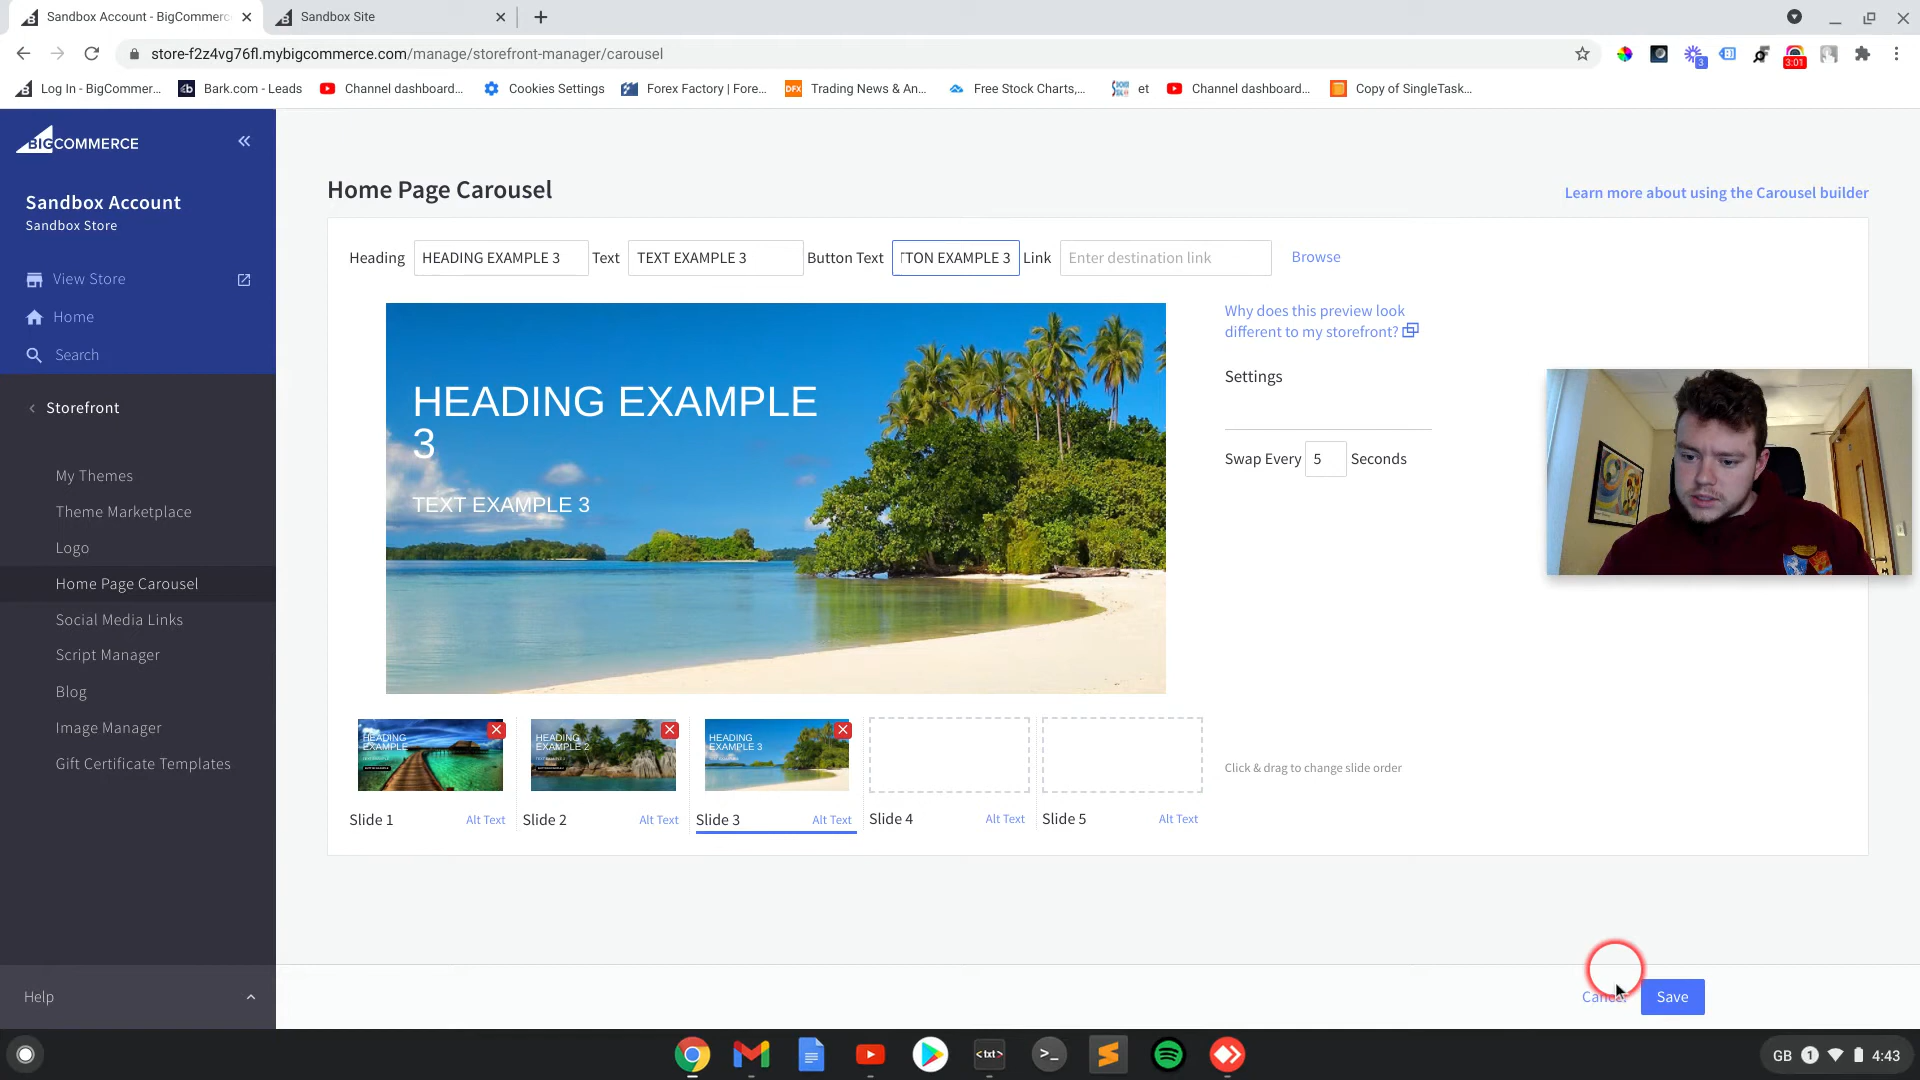 Sandbox Account - BigCommerc
Sandbox Site
store-f2z4vg76fl.mybigcommerce.com/manage/storefront-manager/carousel
3
3:01
Log In - BigCommer...
Bark.com - Leads
Channel dashboard...
Cookies Settings
Forex Factory | Fore...
DFX
Trading News & An...
Free Stock Charts,...
et
Channel dashboard...
Copy of SingleTask...
BIGCOMMERCE
Sandbox Account
Sandbox Store
View Store
Home
Search
Storefront
My Themes
Theme Marketplace
Logo
Home Page Carousel
Social Media Links
Script Manager
Blog
Image Manager
Gift Certificate Templates
Help
Home Page Carousel
Learn more about using the Carousel builder
Heading HEADING EXAMPLE 3 Text TEXT EXAMPLE 3 Button Text TTON EXAMPLE 3 Link Enter destination link Browse
HEADING EXAMPLE
3
TEXT EXAMPLE 3
Why does this preview look
different to my storefront?
Settings
Swap Every 5 Seconds
HEADING
EXAMPLE
HEADING
EXAMPLE 2
HEADING
EXAMPLE 3
Slide 1 Alt Text
Slide 2 Alt Text
Slide 3 Alt Text
Slide 4 Alt Text
Slide 5 Alt Text
Click & drag to change slide order
Cancel
Save
<txt>
>_
GB 1 4:43